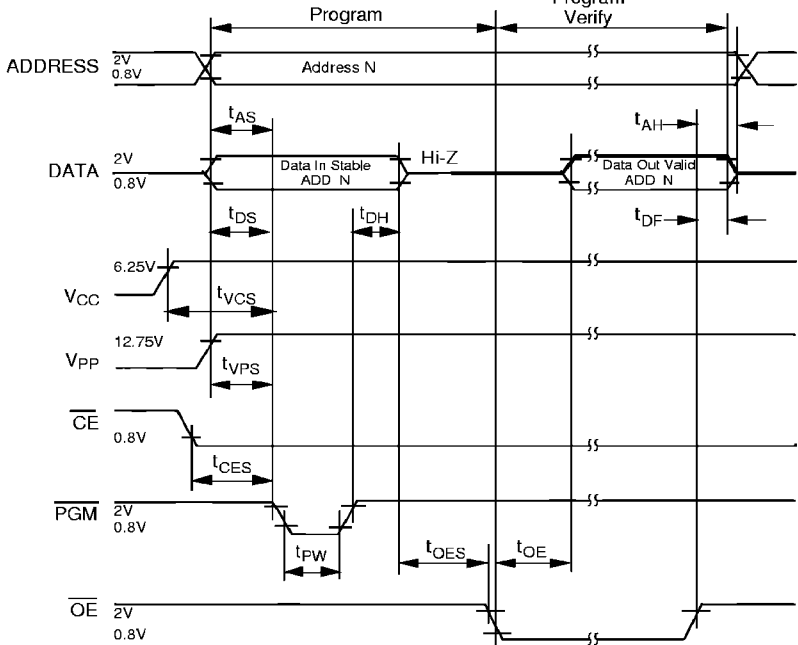 Program
Program
Verify
ADDRESS
2V
0.8V
Address N
tAS
tAH
DATA
2V
0.8V
Data In Stable
ADD N
Hi-Z
Data Out Valid
ADD N
tDS
tDH
tDF
VCC
6.25V
tVCS
VPP
12.75V
tVPS
CE
0.8V
tCES
PGM
2V
0.8V
tPW
tOES
tOE
OE
2V
0.8V